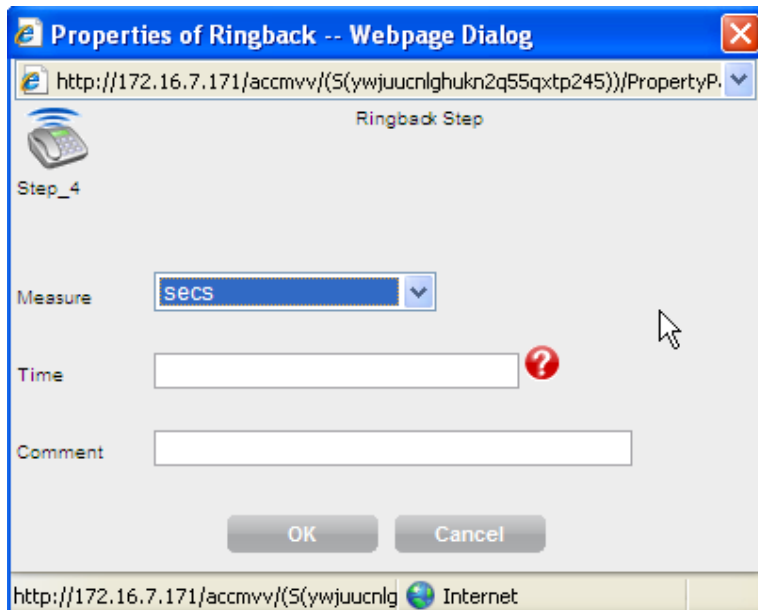 Properties of Ringback -- Webpage Dialog
http://172.16.7.171/accmvv/(S(ywjuucnlghukn2q55qxtp245))/PropertyP.
Ringback Step
Step_4
Measure
secs
Time
?
Comment
OK
Cancel
http://172.16.7.171/accmvv/(S(ywjuucnlg
Internet